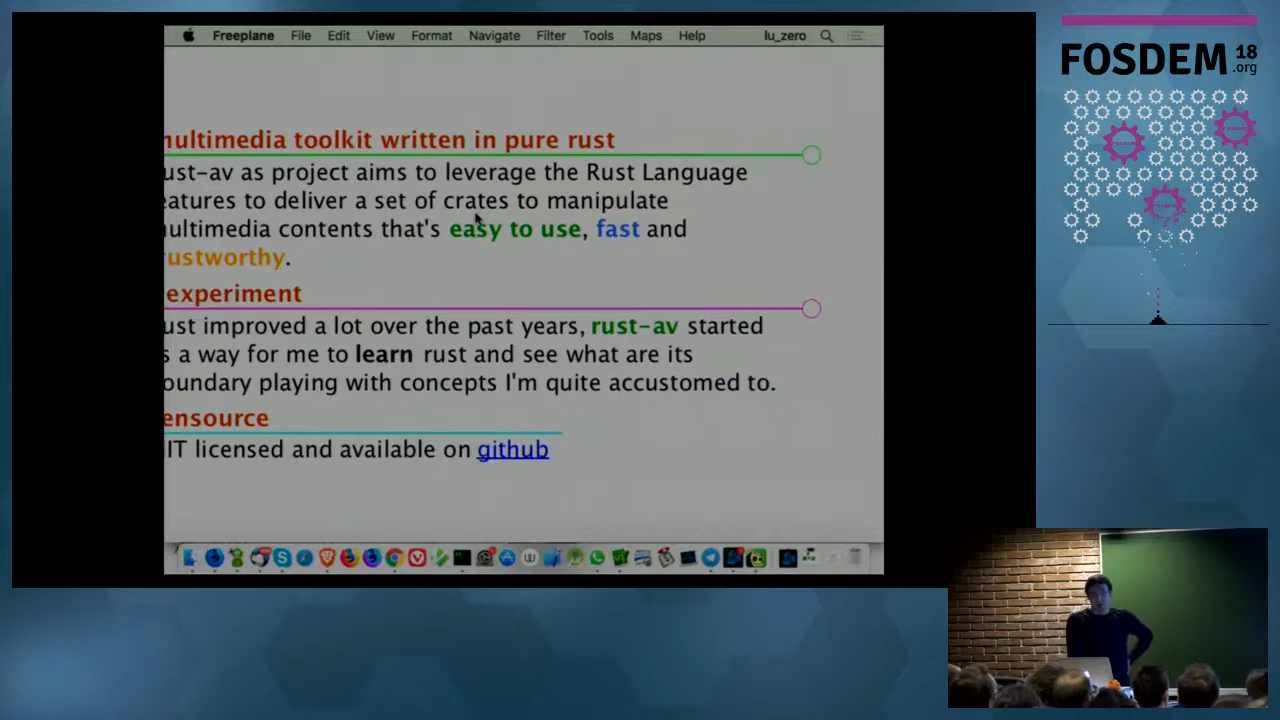 Freeplane File Edit View Format Navigate Filter Tools Maps Help lu_zero
FOSDEM 18
.org
ultimedia toolkit written in pure rust
ust-av as project aims to leverage the Rust Language
eatures to deliver a set of crates to manipulate
ultimedia contents that's easy to use, fast and
rustworthy.
experiment
ust improved a lot over the past years, rust-av started
s a way for me to learn rust and see what are its
oundary playing with concepts I'm quite accustomed to.
ensource
IT licensed and available on github